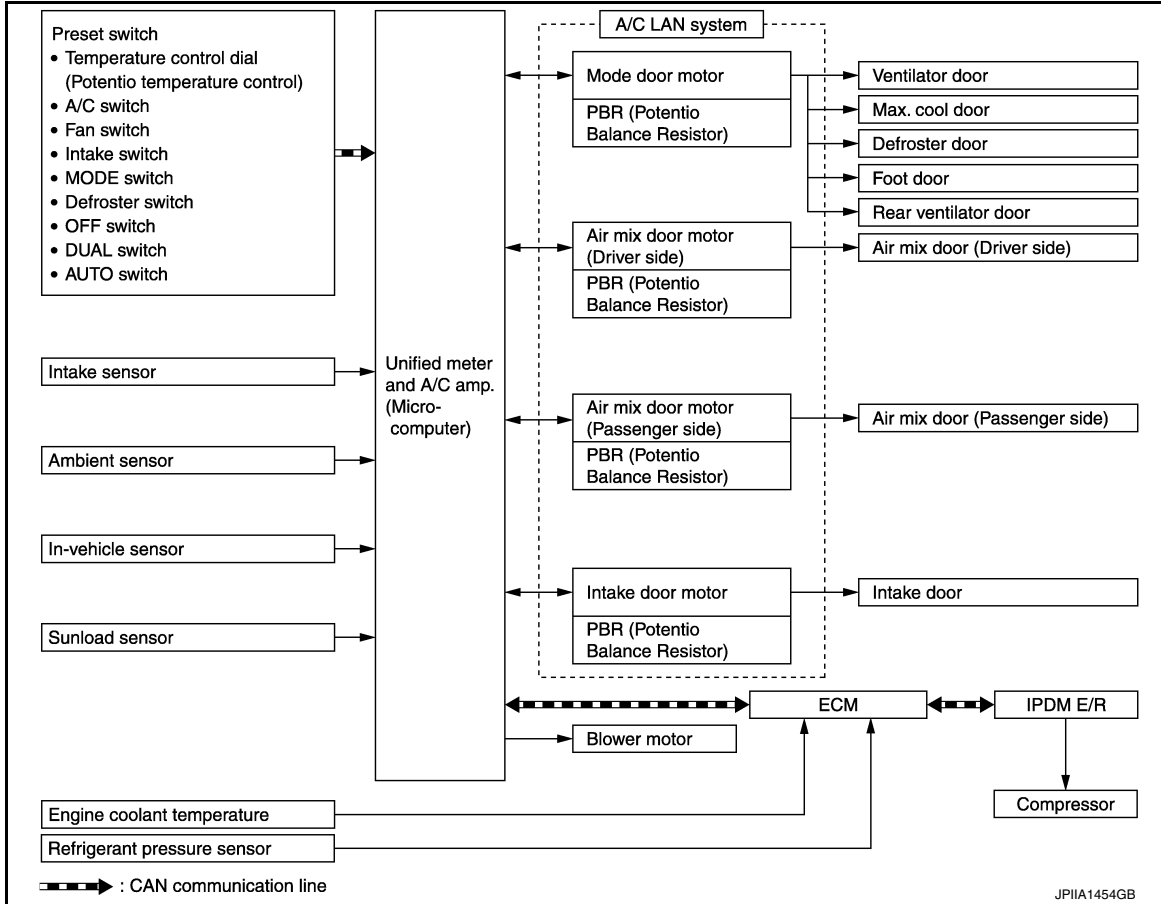 Preset switch
• Temperature control dial
(Potentio temperature control)
• A/C switch
• Fan switch
• Intake switch
• MODE switch
• Defroster switch
• OFF switch
• DUAL switch
• AUTO switch
Intake sensor
Ambient sensor
In-vehicle sensor
Sunload sensor
Engine coolant temperature
Refrigerant pressure sensor
: CAN communication line
Unified meter
and A/C amp.
(Micro-
computer)
A/C LAN system
Mode door motor
PBR (Potentio
Balance Resistor)
Air mix door motor
(Driver side)
PBR (Potentio
Balance Resistor)
Air mix door motor
(Passenger side)
PBR (Potentio
Balance Resistor)
Intake door motor
PBR (Potentio
Balance Resistor)
Ventilator door
Max. cool door
Defroster door
Foot door
Rear ventilator door
Air mix door (Driver side)
Air mix door (Passenger side)
Intake door
ECM
IPDM E/R
Blower motor
Compressor
JPIIA1454GB